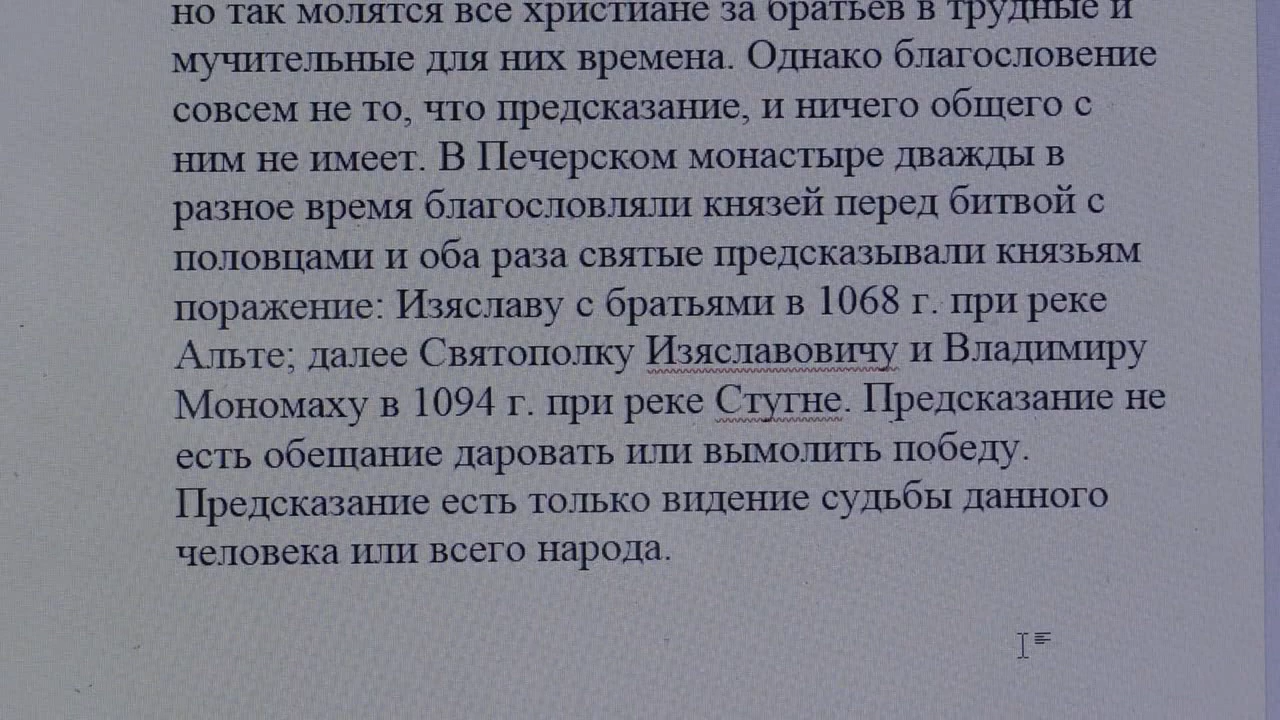 но так молятся все христиане за братьев в трудные и
мучительные для них времена. Однако благословение
совсем не то, что предсказание, и ничего общего с
ним не имеет. В Печерском монастыре дважды в
разное время благословляли князей перед битвой с
половцами и оба раза святые предсказывали князьям
поражение: Изяславу с братьями в 1068 г. при реке
Альте; далее Святополку Изяславовичу и Владимиру
Мономаху в 1094 г. при реке Стугне. Предсказание не
есть обещание даровать или вымолить победу.
Предсказание есть только видение судьбы данного
человека или всего народа.